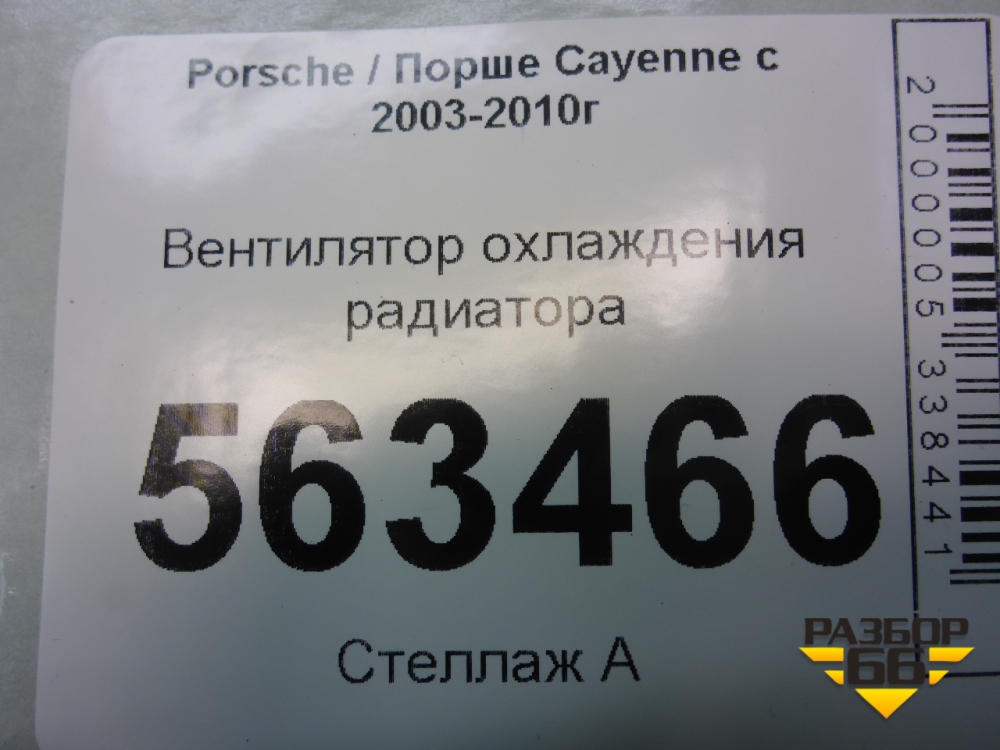 Porsche / Порше Cayenne с
2003-2010г
Вентилятор охлаждения
радиатора
563466
Стеллаж А
2000005338441
РАЗБОР
66